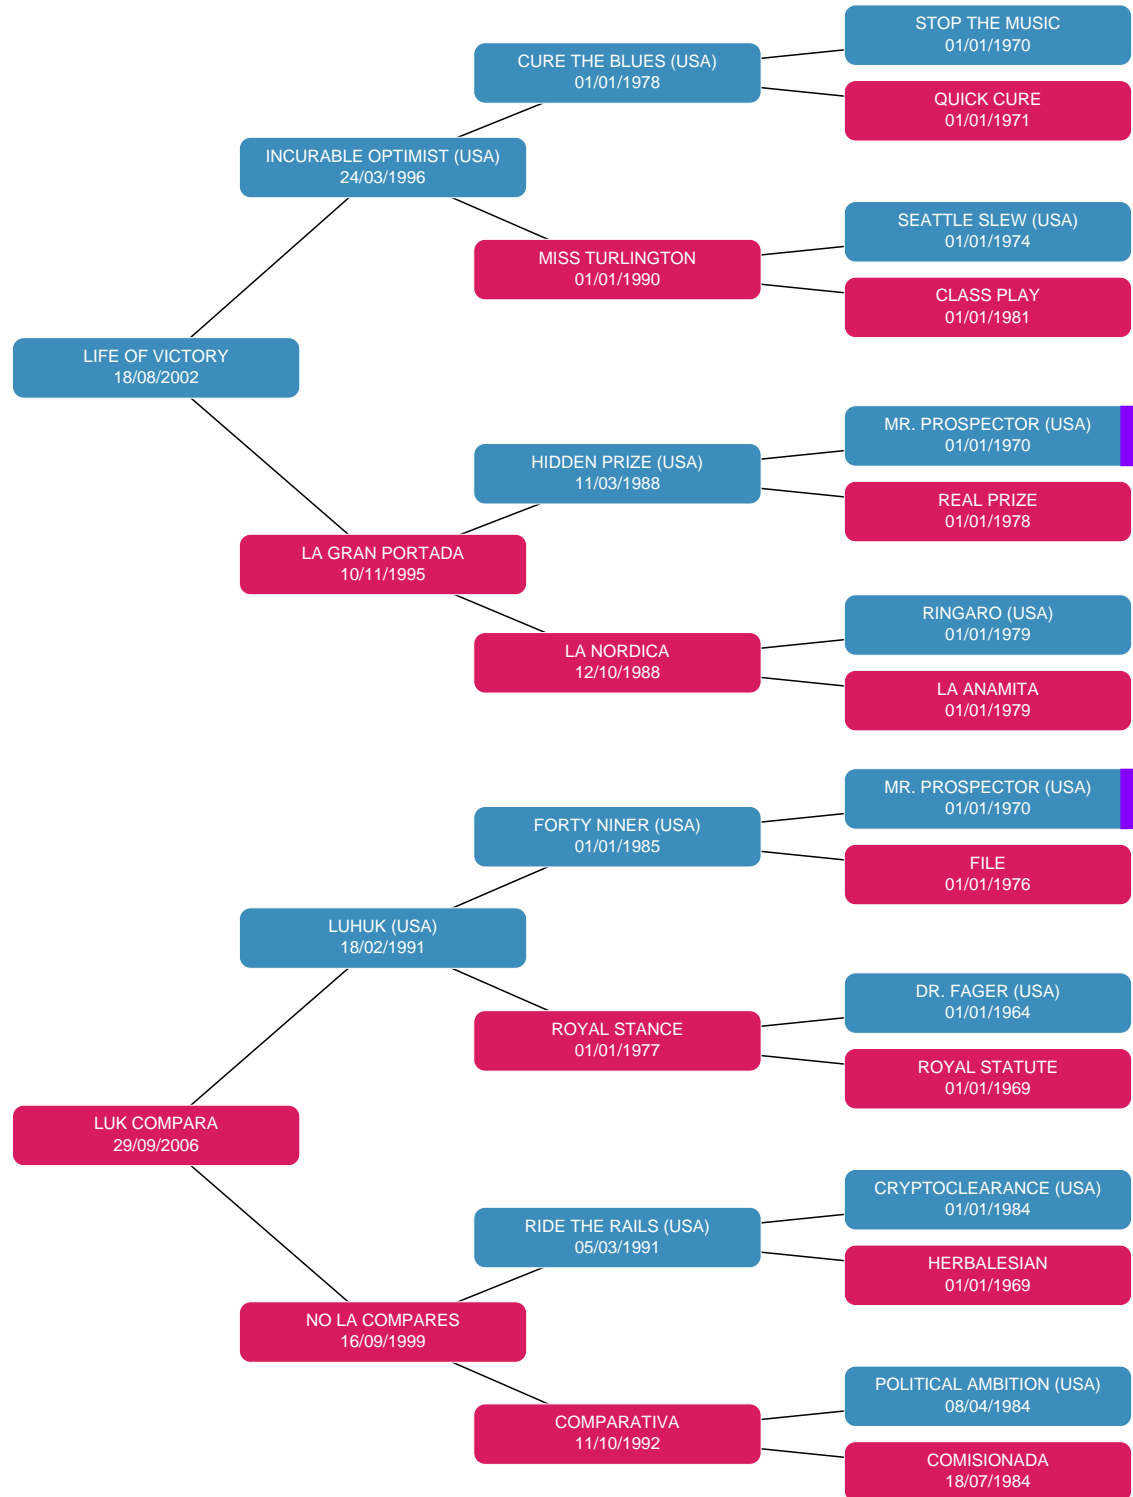 STOP THE MUSIC
01/01/1970
CURE THE BLUES (USA)
01/01/1978
QUICK CURE
01/01/1971
INCURABLE OPTIMIST (USA)
24/03/1996
SEATTLE SLEW (USA)
01/01/1974
MISS TURLINGTON
01/01/1990
CLASS PLAY
01/01/1981
LIFE OF VICTORY
18/08/2002
MR. PROSPECTOR (USA)
01/01/1970
HIDDEN PRIZE (USA)
11/03/1988
REAL PRIZE
01/01/1978
LA GRAN PORTADA
10/11/1995
RINGARO (USA)
01/01/1979
LA NORDICA
12/10/1988
LA ANAMITA
01/01/1979
MR. PROSPECTOR (USA)
01/01/1970
FORTY NINER (USA)
01/01/1985
FILE
01/01/1976
LUHUK (USA)
18/02/1991
DR. FAGER (USA)
01/01/1964
ROYAL STANCE
01/01/1977
ROYAL STATUTE
01/01/1969
LUK COMPARA
29/09/2006
CRYPTOCLEARANCE (USA)
01/01/1984
RIDE THE RAILS (USA)
05/03/1991
HERBALESIAN
01/01/1969
NO LA COMPARES
16/09/1999
POLITICAL AMBITION (USA)
08/04/1984
COMPARATIVA
11/10/1992
COMISIONADA
18/07/1984